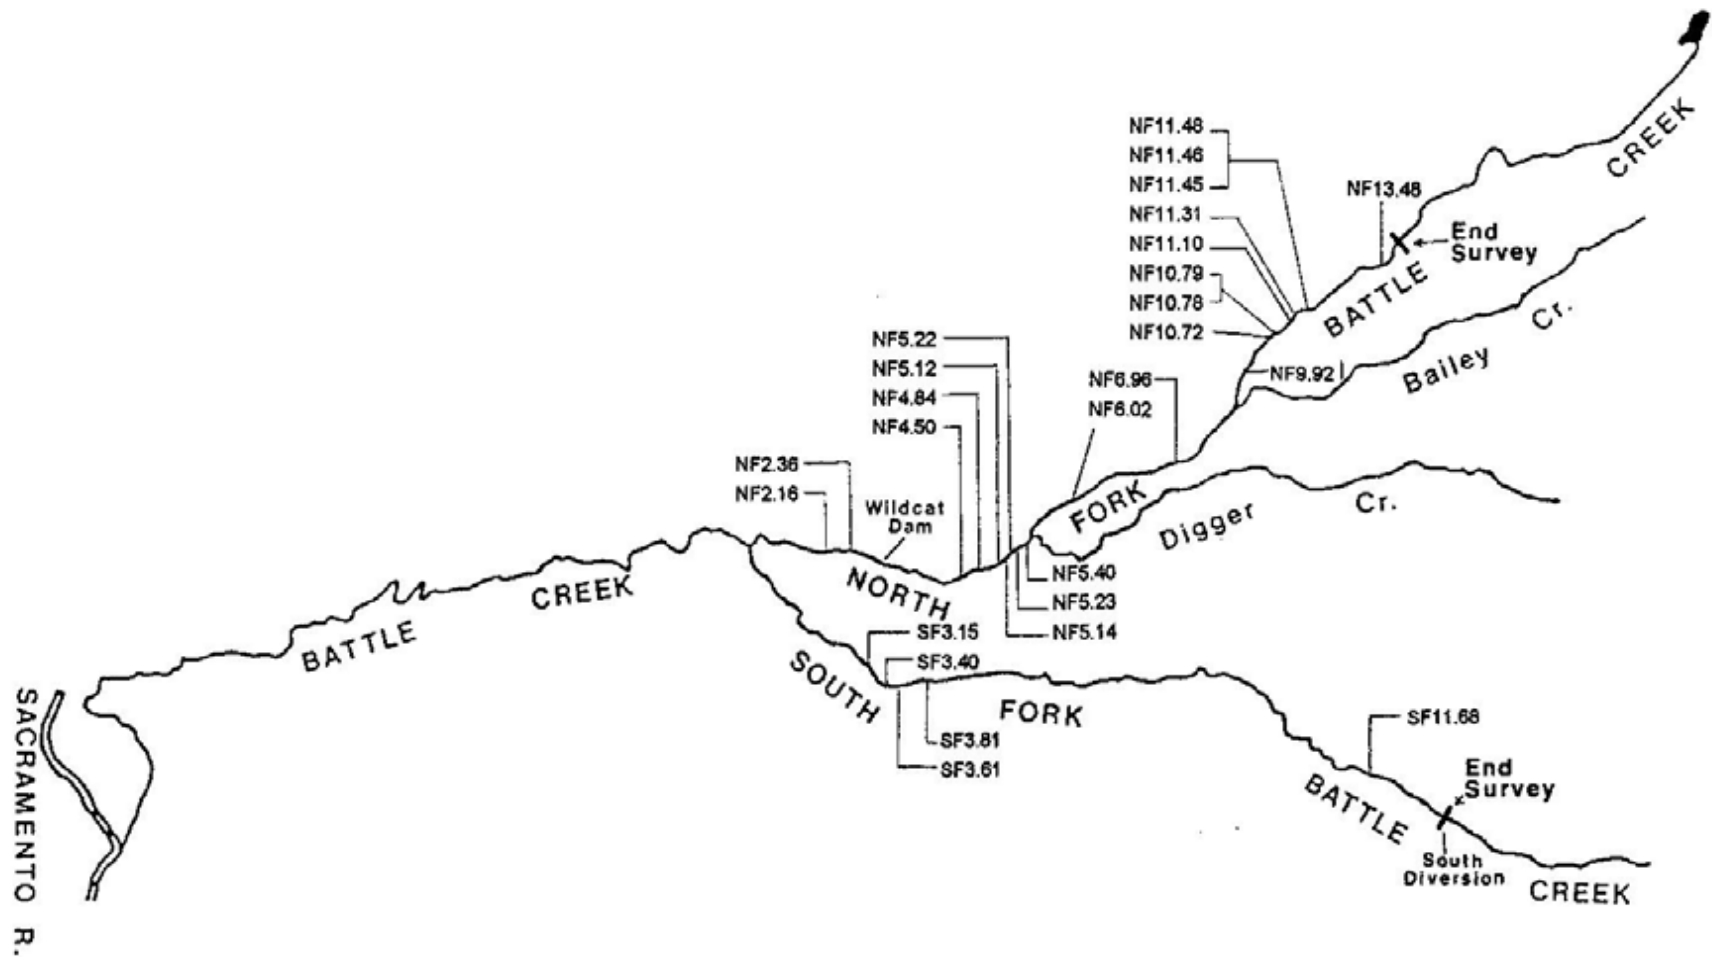 CREEK
NF11.48
NF11.46
NF11.45
NF11.31
NF11.10
NF10.79
NF10.78
NF10.72
NF13.48
End
Survey
BATTLE
Bailey Cr.
NF9.92
NF5.22
NF5.12
NF4.84
NF4.50
NF6.96
NF6.02
NF2.36
NF2.16
Wildcat
Dam
FORK
Digger Cr.
NORTH
NF5.40
NF5.23
NF5.14
BATTLE CREEK
SF3.15
SF3.40
SOUTH FORK
SF3.81
SF3.61
SF11.68
End
Survey
BATTLE
South
Diversion
CREEK
SACRAMENTO R.